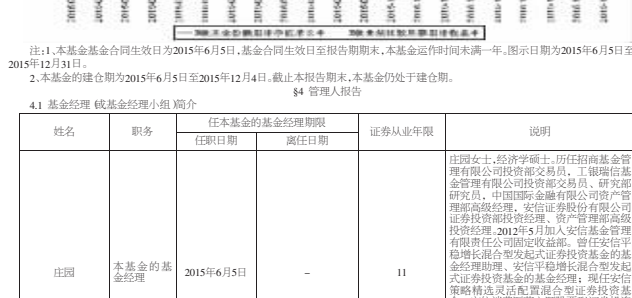 注:1、本基金基金合同生效日为2015年6月5日,基金合同生效日至报告期期末,本基金运作时间未满一年。图示日期为2015年6月5日至
2015年12月31日。
2、本基金的建仓期为2015年6月5日至2015年12月4日。截止本报告期末,本基金仍处于建仓期。
§4 管理人报告
4.1 基金经理(或基金经理小组)简介
姓名
职务
任本基金的基金经理期限
任职日期
离任日期
证券从业年限
说明
庄园
本基金的基
金经理
2015年6月5日
–
11
庄园女士,经济学硕士。历任招商基金管
理有限公司投资部交易员,工银瑞信基
金管理有限公司投资部交易员、研究部
研究员,中国国际金融有限公司资产管
理部高级经理,安信证券股份有限公司
证券投资部投资经理、资产管理部高级
投资经理。2012年5月加入安信基金管理
有限责任公司固定收益部。曾任安信平
稳增长混合型发起式证券投资基金的基
金经理助理、安信平稳增长混合型发起
式证券投资基金的基金经理;现任安信
策略精选灵活配置混合型证券投资基